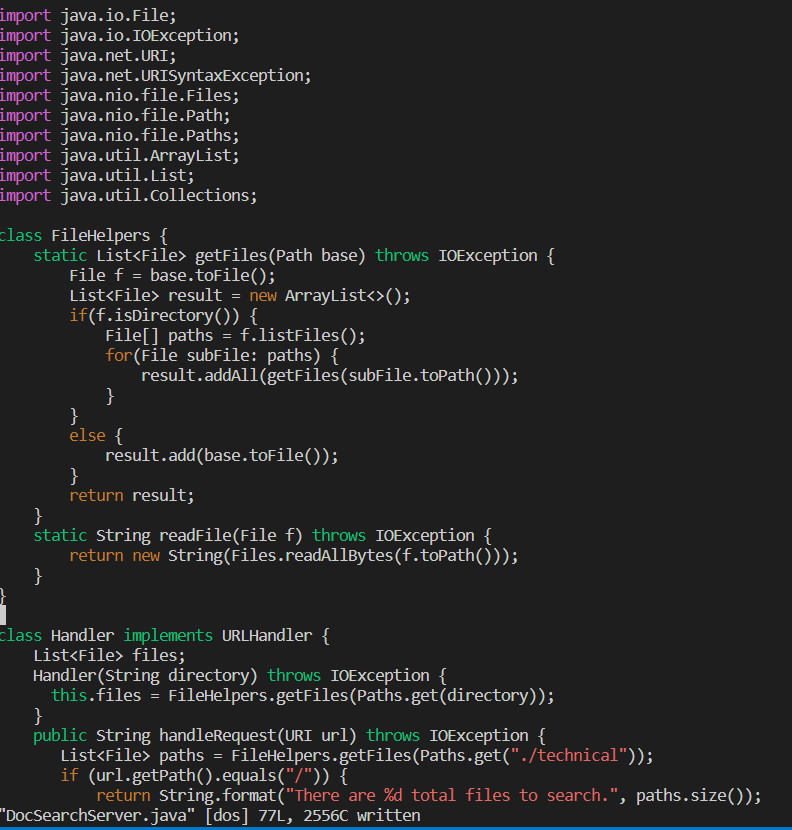 import java.io.File;
import java.io.IOException;
import java.net.URI;
import java.net.URISyntaxException;
import java.nio.file.Files;
import java.nio.file.Path;
import java.nio.file.Paths;
import java.util.ArrayList;
import java.util.List;
import java.util.Collections;

class FileHelpers {
    static List<File> getFiles(Path base) throws IOException {
        File f = base.toFile();
        List<File> result = new ArrayList<>();
        if(f.isDirectory()) {
            File[] paths = f.listFiles();
            for(File subFile: paths) {
                result.addAll(getFiles(subFile.toPath()));
            }
        }
        else {
            result.add(base.toFile());
        }
        return result;
    }
    static String readFile(File f) throws IOException {
        return new String(Files.readAllBytes(f.toPath()));
    }
}

class Handler implements URLHandler {
    List<File> files;
    Handler(String directory) throws IOException {
      this.files = FileHelpers.getFiles(Paths.get(directory));
    }
    public String handleRequest(URI url) throws IOException {
       List<File> paths = FileHelpers.getFiles(Paths.get("./technical"));
       if (url.getPath().equals("/")) {
           return String.format("There are %d total files to search.", paths.size());
"DocSearchServer.java" [dos] 77L, 2556C written